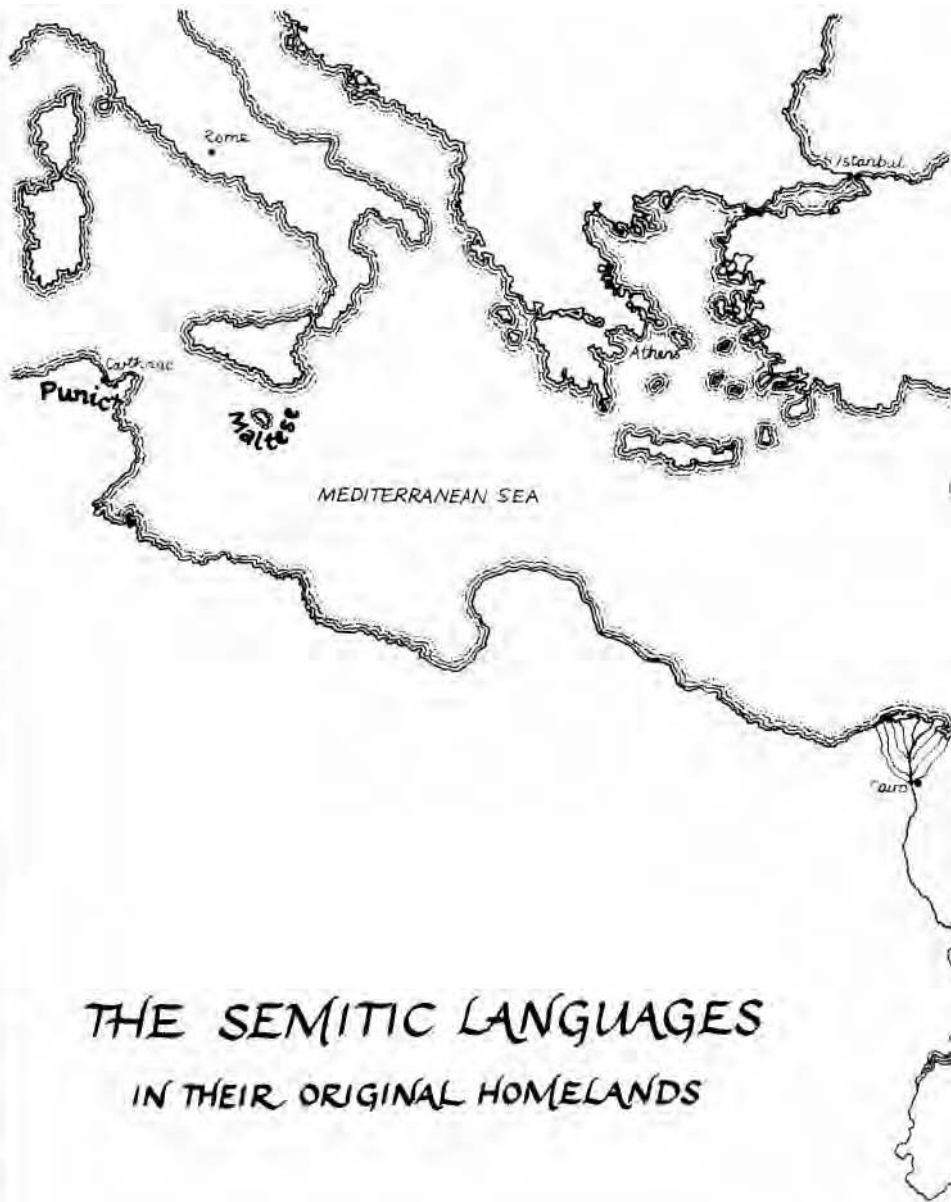 Rome
Istanbul
Carthage
Athens
Punic
Maltese
MEDITERRANEAN SEA
Cairo
THE SEMITIC LANGUAGES
IN THEIR ORIGINAL HOMELANDS